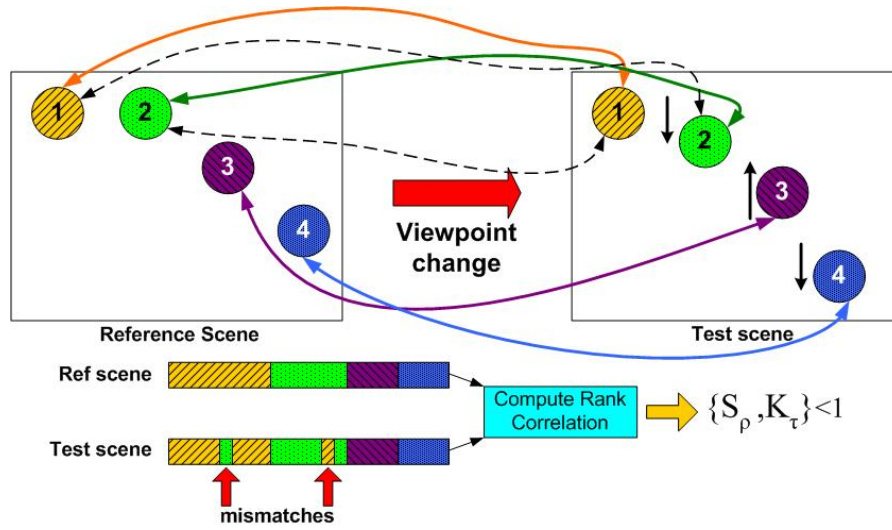 1
2
3
4
1
2
3
4
Viewpoint
change
Reference Scene
Test scene
Ref scene
Test scene
Compute Rank
Correlation
{Sρ ,Kτ}<1
mismatches